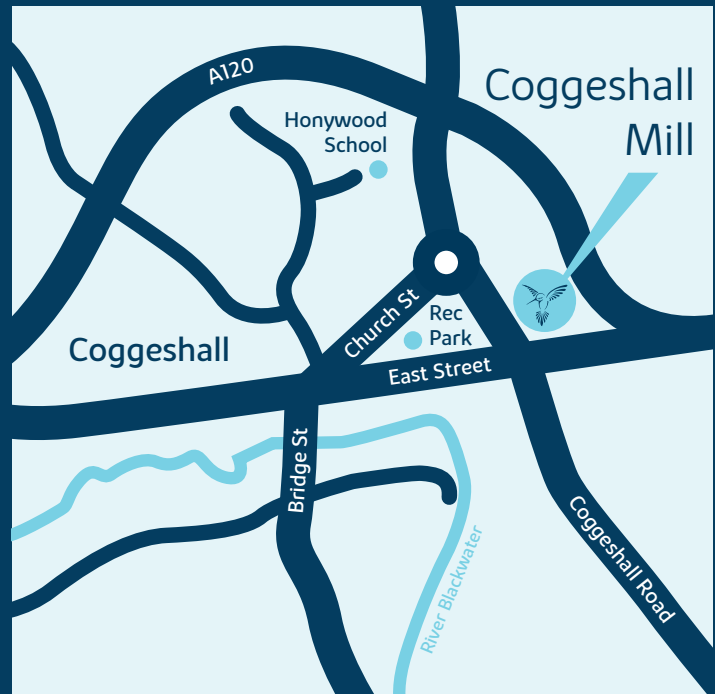 A120
Coggeshall
Mill
Honywood
School
Church St
Rec
Park
Coggeshall
East Street
Bridge St
Coggeshall Road
River Blackwater